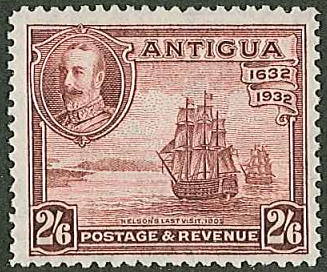 ANTIGUA
1632
1932
NELSON'S LAST VISIT, 1805
2/6
POSTAGE & REVENUE
2/6